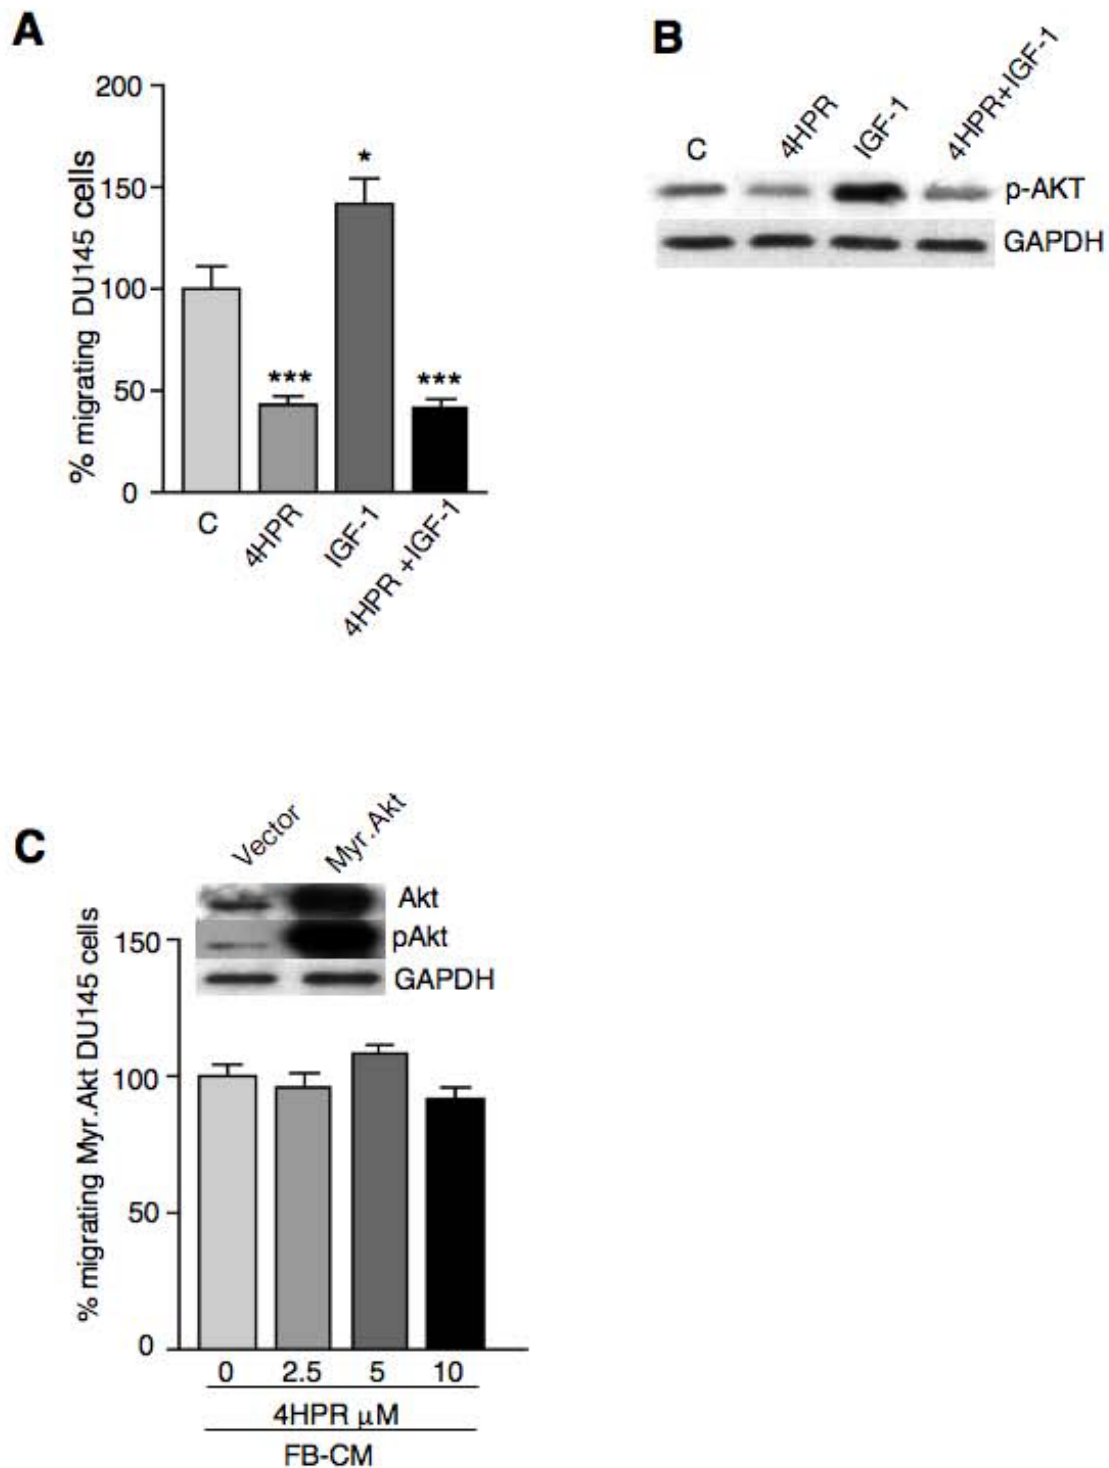 A
% migrating DU145 cells
200
150
100
50
0
*
***
***
C
4HPR
IGF-1
4HPR +IGF-1
B
C
4HPR
IGF-1
4HPR+IGF-1
p-AKT
GAPDH
C
Vector
Myr.Akt
Akt
pAkt
GAPDH
% migrating Myr.Akt DU145 cells
150
100
50
0
0 2.5 5 10
4HPR μM
FB-CM